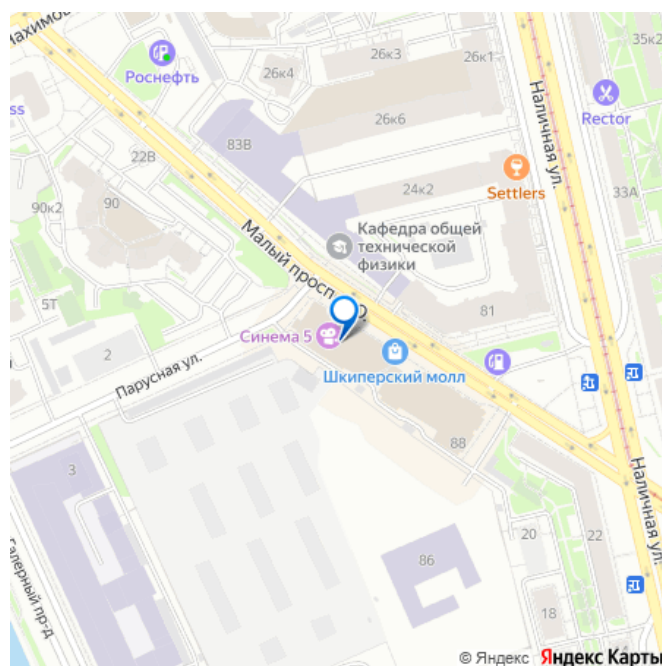 Нахимов
Роснефть
26к4
26к3
26к1
35к2
ss
22В
83В
26к6
Наличная ул.
Rector
24к2
Settlers
33А
90к2
90
Малый просп
Кафедра общей
технической
физики
5Т
81
Синема 5
Шкиперский молл
2
Парусная ул.
88
3
Наличная ул.
Галерный пр-д
20
22
86
18
© Яндекс Яндекс Карты